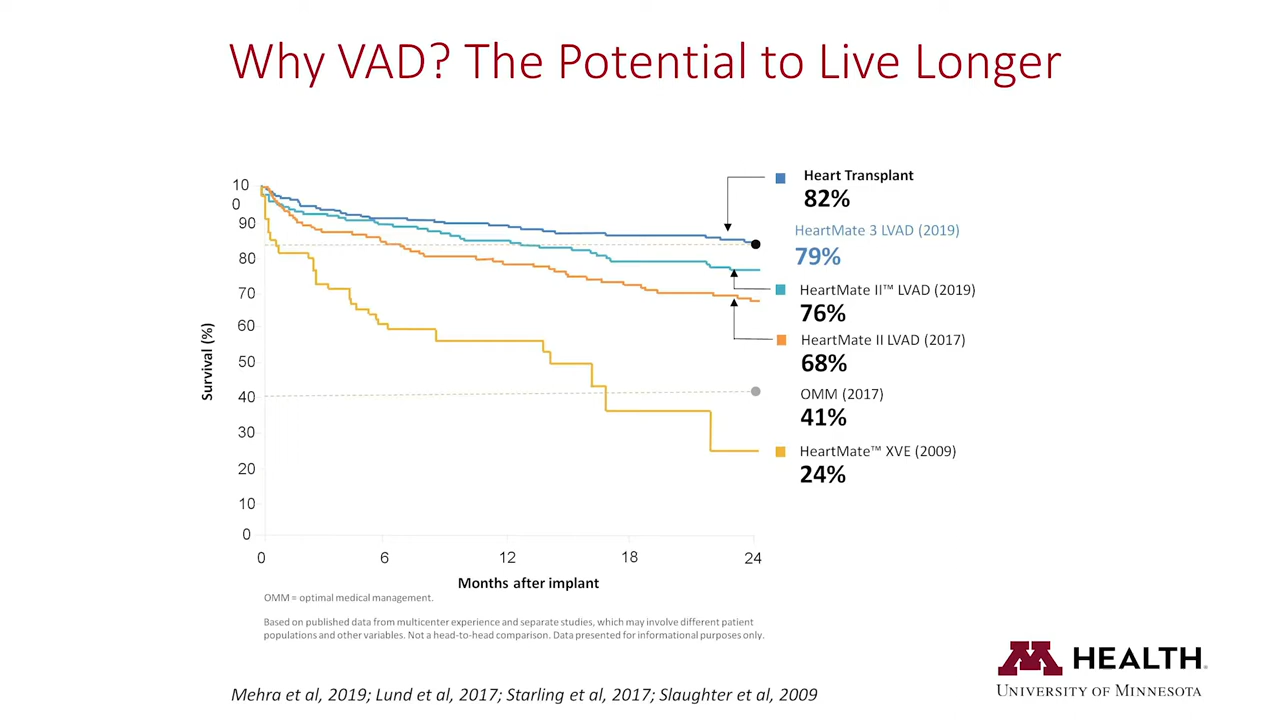 Why VAD? The Potential to Live Longer
Heart Transplant
82%
HeartMate 3 LVAD (2019)
79%
HeartMate II™ LVAD (2019)
76%
HeartMate II LVAD (2017)
68%
OMM (2017)
41%
HeartMate™ XVE (2009)
24%
Survival (%)
10
0
90
80
70
60
50
40
30
20
10
0
0 6 12 18 24
Months after implant
OMM = optimal medical management.
Based on published data from multicenter experience and separate studies, which may involve different patient
populations and other variables. Not a head-to-head comparison. Data presented for informational purposes only.
Mehra et al, 2019; Lund et al, 2017; Starling et al, 2017; Slaughter et al, 2009
M HEALTH®
UNIVERSITY OF MINNESOTA